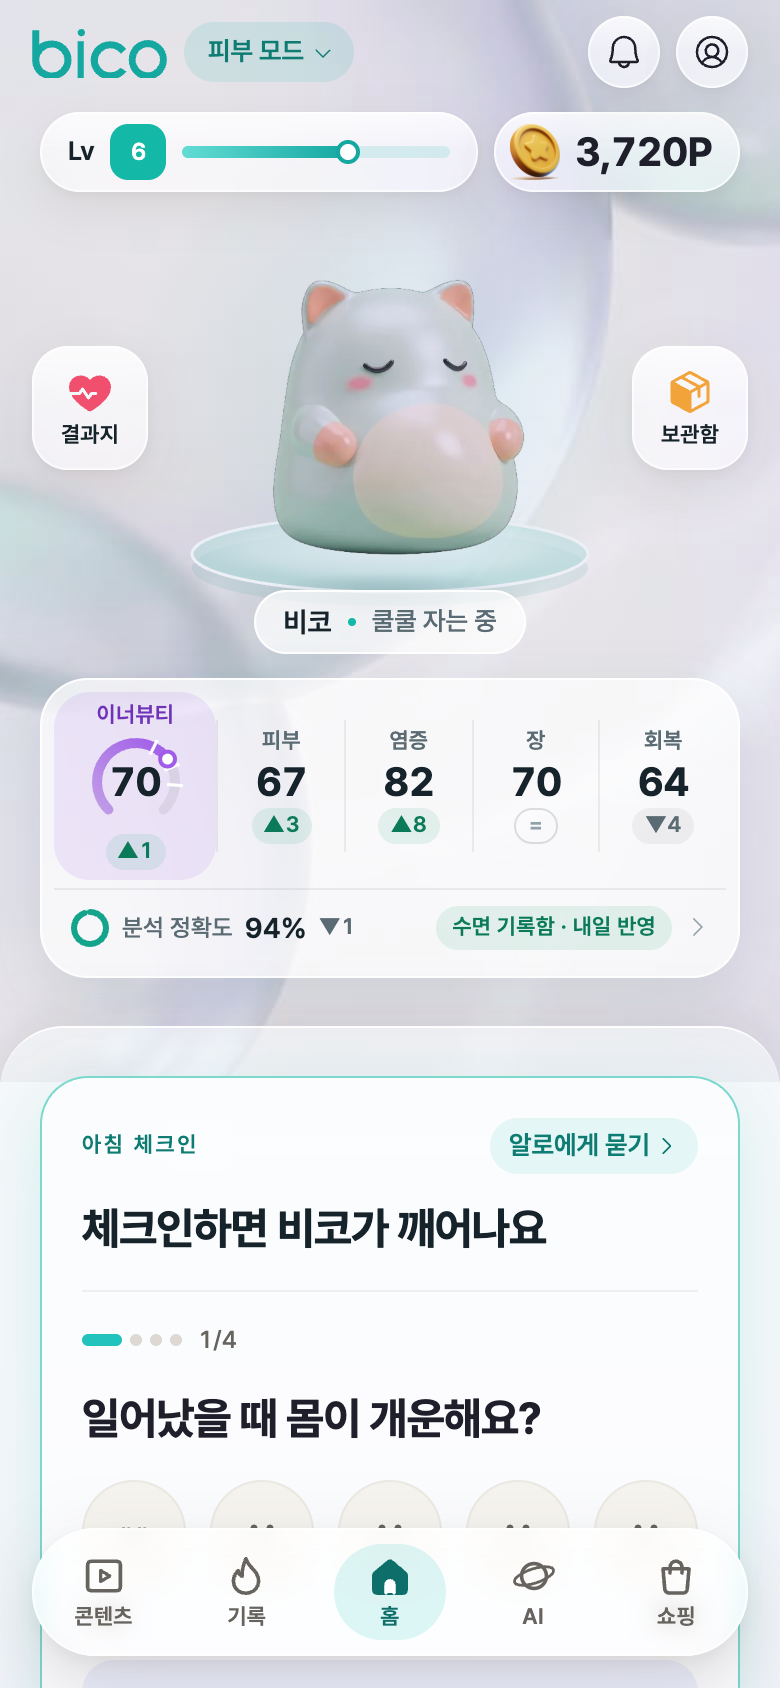 bico
피부 모드
Lv 6
3,720P
결과지
보관함
비코 • 쿨쿨 자는 중
이너뷰티
70
▲1
피부
67
▲3
염증
82
▲8
장
70
=
회복
64
▼4
분석 정확도 94% ▼1
수면 기록함 · 내일 반영
아침 체크인
알로에게 묻기
체크인하면 비코가 깨어나요
1/4
일어났을 때 몸이 개운해요?
콘텐츠
기록
홈
AI
쇼핑